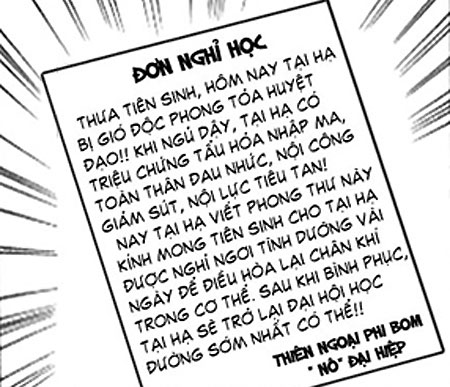 ĐƠN NGHỈ HỌC
THƯA TIÊN SINH, HÔM NAY TẠI HẠ
BỊ GIÓ ĐỘC PHONG TỎA HUYỆT
ĐẠO!! KHI NGỦ DẬY, TẠI HẠ CÓ
TRIỆU CHỨNG TẨU HỎA NHẬP MA,
TOÀN THÂN ĐAU NHỨC, NỘI CÔNG
GIẢM SÚT, NỘI LỰC TIÊU TAN!
NAY TẠI HẠ VIẾT PHONG THƯ NÀY
KÍNH MONG TIÊN SINH CHO TẠI HẠ
ĐƯỢC NGHỈ NGƠI TĨNH DƯỠNG VÀI
NGÀY ĐỂ ĐIỀU HÒA LẠI CHÂN KHÍ
TRONG CƠ THỂ. SAU KHI BÌNH PHỤC,
TẠI HẠ SẼ TRỞ LẠI ĐẠI HỘI HỌC
ĐƯỜNG SỚM NHẤT CÓ THỂ!!
THIÊN NGOẠI PHI BOM
"NÔ" ĐẠI HIỆP